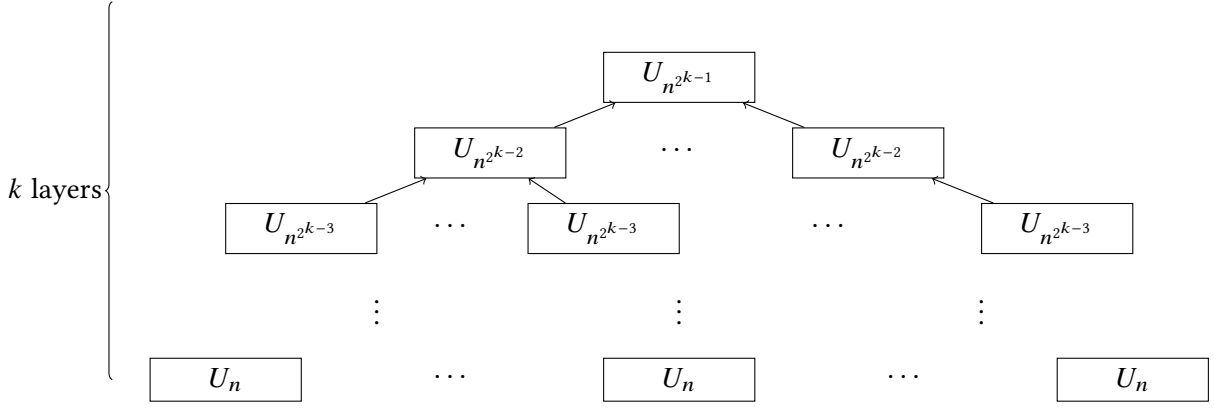 U_{n^{2^{k-1}}}
U_{n^{2^{k-2}}} ⋯ U_{n^{2^{k-2}}}
k layers
U_{n^{2^{k-3}}} ⋯ U_{n^{2^{k-3}}} ⋯ U_{n^{2^{k-3}}}
⋮ ⋮ ⋮
U_n ⋯ U_n ⋯ U_n